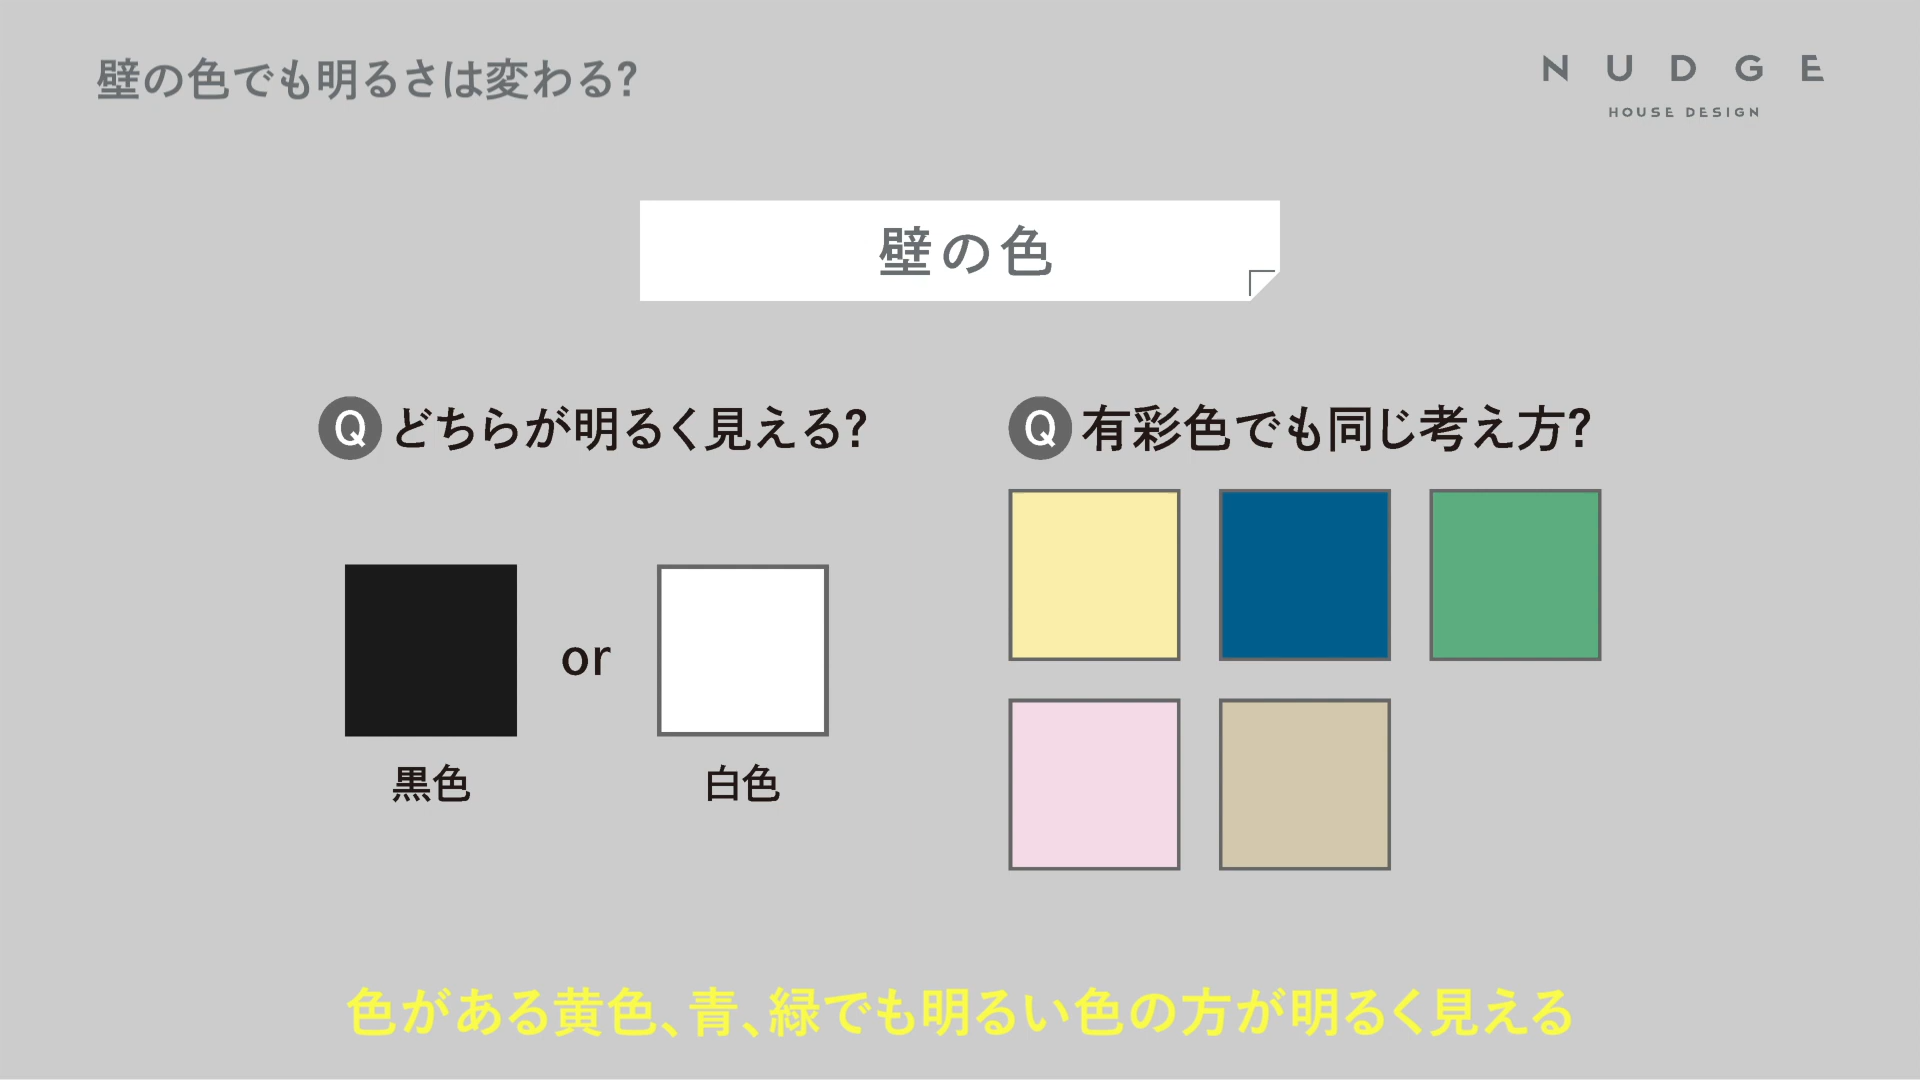 壁の色でも明るさは変わる?
NUDGE
HOUSE DESIGN
壁の色
Q どちらが明るく見える?
黒色
or
白色
Q 有彩色でも同じ考え方?
色がある黄色、青、緑でも明るい色の方が明るく見える